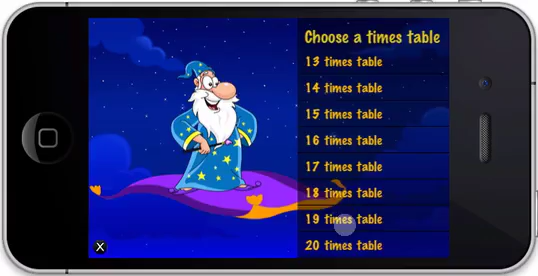 Choose a times table
13 times table
14 times table
15 times table
16 times table
17 times table
18 times table
19 times table
20 times table
X